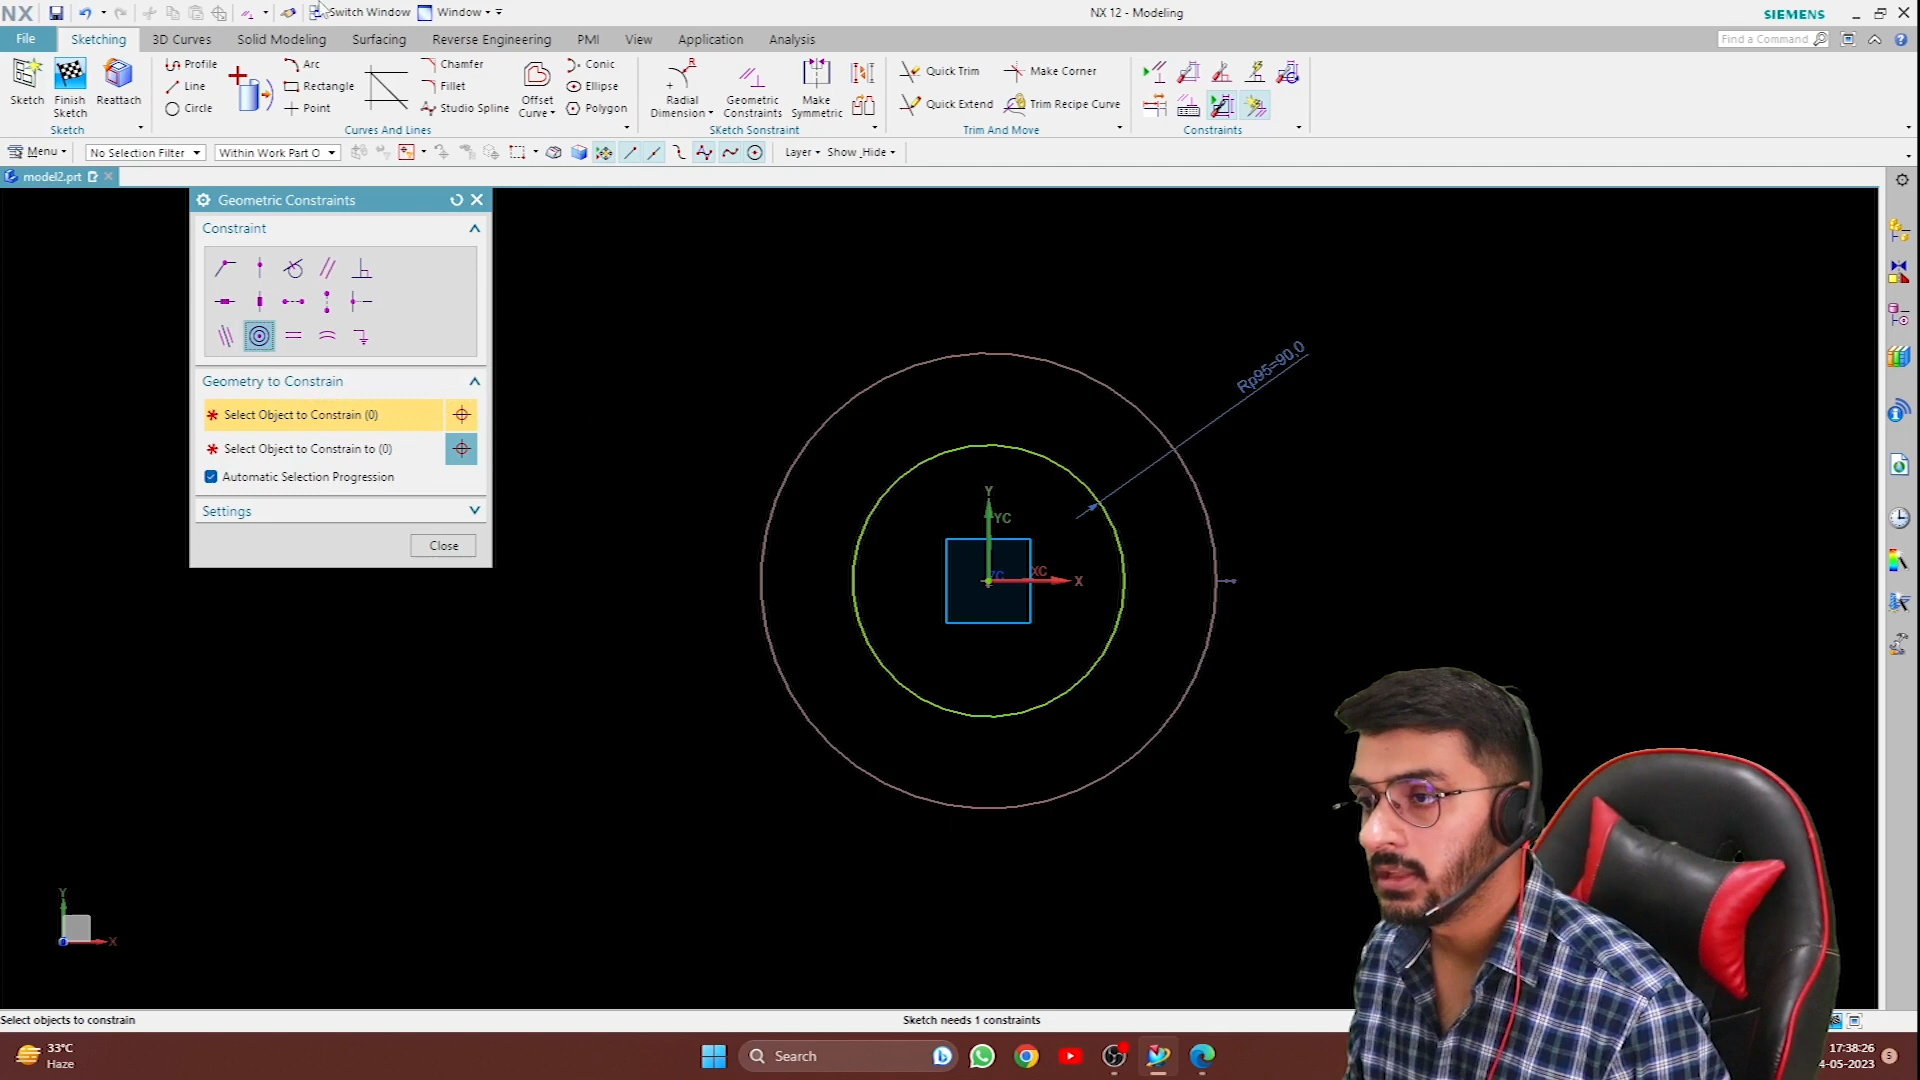 NX Switch Window Window NX 12 - Modeling SIEMENS
File Sketching 3D Curves Solid Modeling Surfacing Reverse Engineering PMI View Application Analysis Find a Command
Sketch Finish Sketch Reattach
Sketch
Profile
Line
Circle
Arc
Rectangle
Point
Chamfer
Fillet
Studio Spline
Offset Curve
Conic
Ellipse
Polygon
Curves And Lines
Radial Dimension
Geometric Constraints
Make Symmetric
Sketch Constraint
Quick Trim
Make Corner
Quick Extend
Trim Recipe Curve
Trim And Move
Constraints
Menu No Selection Filter Within Work Part O Layer Show_Hide
model2.prt
Geometric Constraints
Constraint
Geometry to Constrain
* Select Object to Constrain (0)
* Select Object to Constrain to (0)
Automatic Selection Progression
Settings
Close
Rp95=90,0
Y
YC
XC
X
Y
X
Select objects to constrain
Sketch needs 1 constraints
33°C
Haze
Search
17:38:26
4-05-2023
5